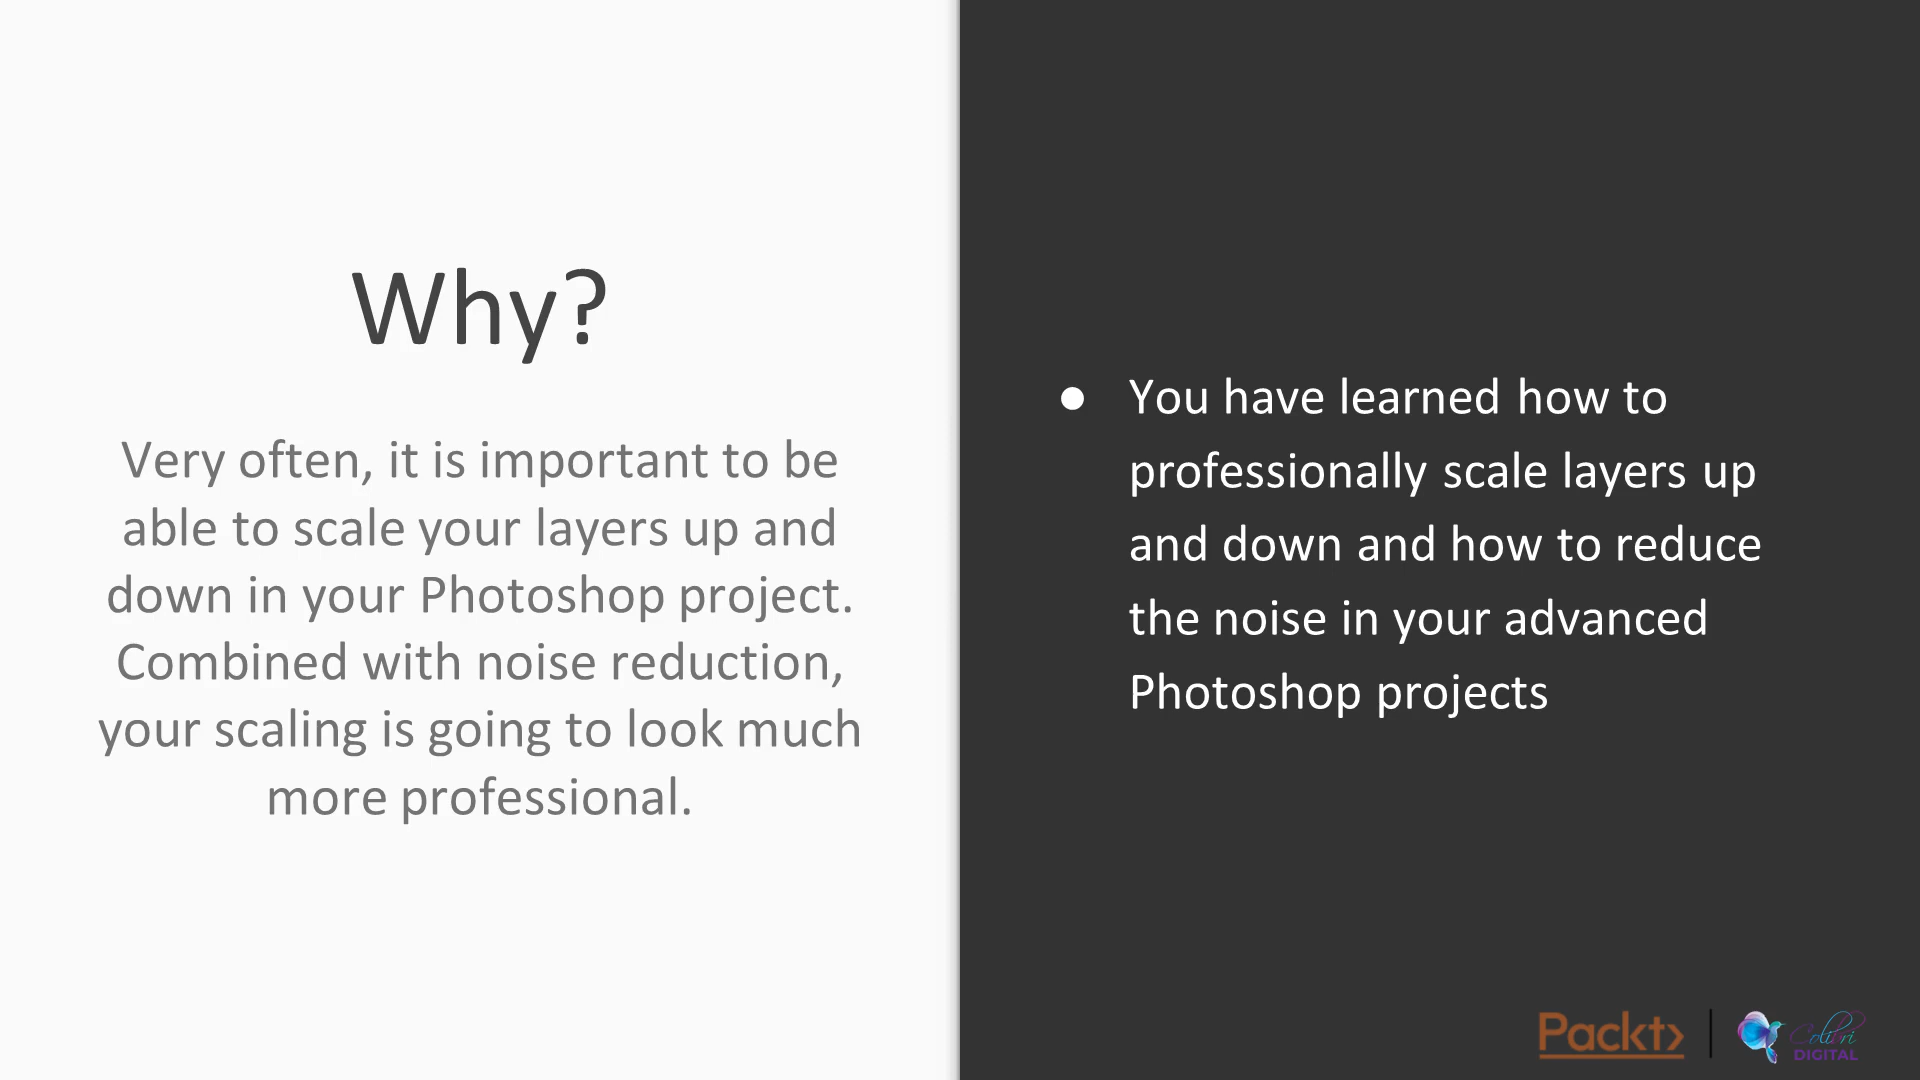 Why?
Very often, it is important to be
able to scale your layers up and
down in your Photoshop project.
Combined with noise reduction,
your scaling is going to look much
more professional.
● You have learned how to
professionally scale layers up
and down and how to reduce
the noise in your advanced
Photoshop projects
Packt>
Colibri
DIGITAL